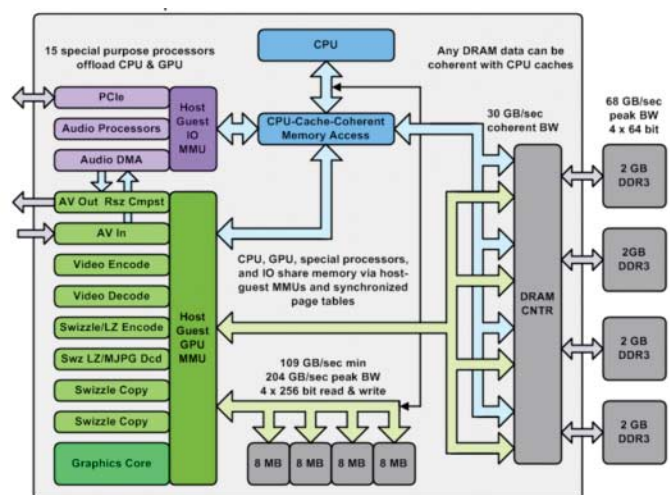 15 special purpose processors
offload CPU & GPU
CPU
Any DRAM data can be
coherent with CPU caches
PCIe
Audio Processors
Audio DMA
Host
Guest
IO
MMU
CPU-Cache-Coherent
Memory Access
30 GB/sec
coherent BW
68 GB/sec
peak BW
4 x 64 bit
AV Out Rsz Cmpst
AV In
Video Encode
Video Decode
Swizzle/LZ Encode
Swz LZ/MJPG Dcd
Swizzle Copy
Swizzle Copy
Graphics Core
Host
Guest
GPU
MMU
CPU, GPU, special processors,
and IO share memory via host-
guest MMUs and synchronized
page tables
109 GB/sec min
204 GB/sec peak BW
4 x 256 bit read & write
8 MB
8 MB
8 MB
8 MB
DRAM
CNTR
2 GB
DDR3
2GB
DDR3
2 GB
DDR3
2 GB
DDR3